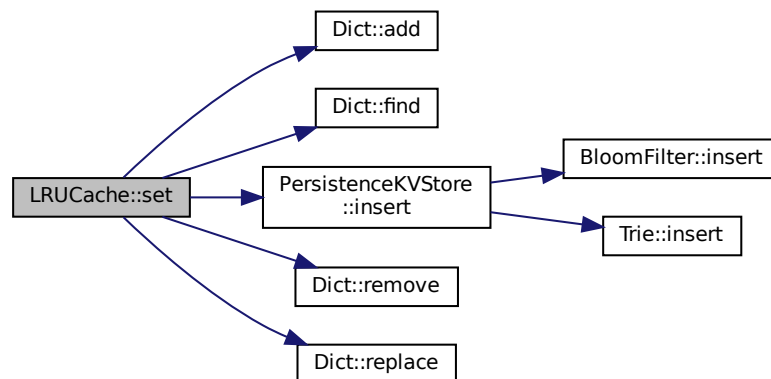 Dict::add
Dict::find
LRUCache::set
PersistenceKVStore
::insert
BloomFilter::insert
Trie::insert
Dict::remove
Dict::replace